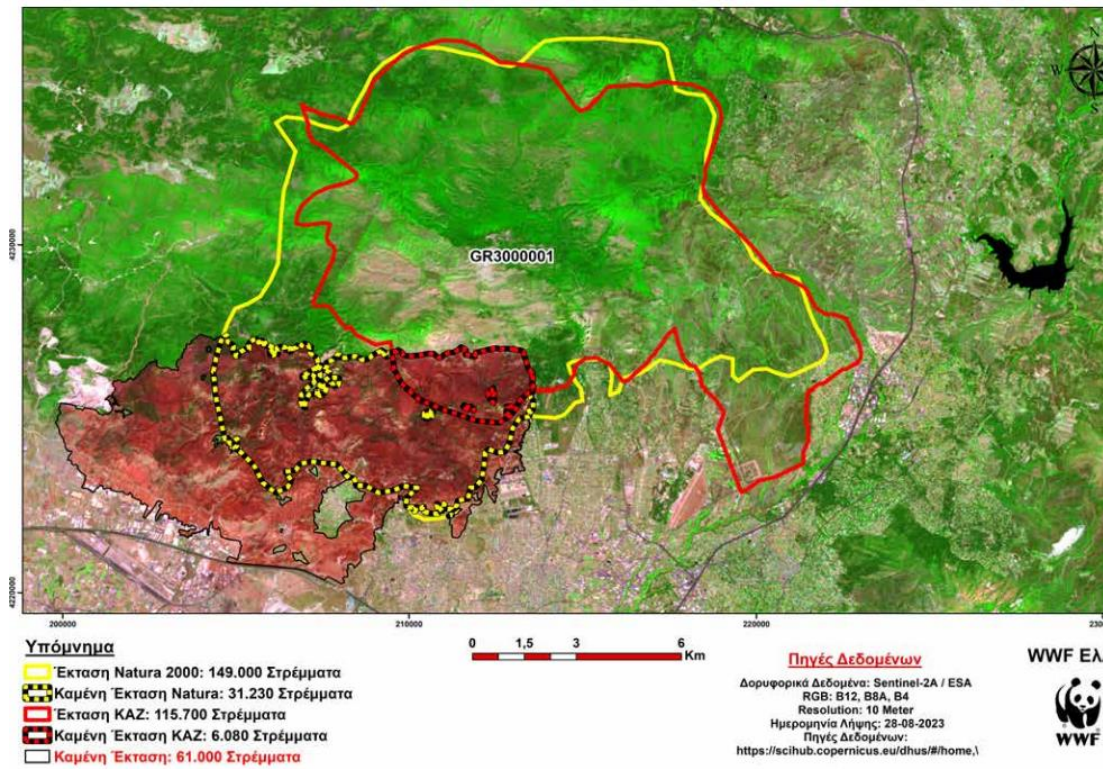 N
W
S
GR3000001
4230000
4220000
200000
210000
220000
230
Υπόμνημα
Έκταση Natura 2000: 149.000 Στρέμματα
Καμένη Έκταση Natura: 31.230 Στρέμματα
Έκταση ΚΑΖ: 115.700 Στρέμματα
Καμένη Έκταση ΚΑΖ: 6.080 Στρέμματα
Καμένη Έκταση: 61.000 Στρέμματα
0 1,5 3 6
Km
Πηγές Δεδομένων
Δορυφορικά Δεδομένα: Sentinel-2A / ESA
RGB: B12, B8A, B4
Resolution: 10 Meter
Ημερομηνία Λήψης: 28-08-2023
Πηγές Δεδομένων:
https://scihub.copernicus.eu/dhus/#/home,\
WWF Ελ
WWF